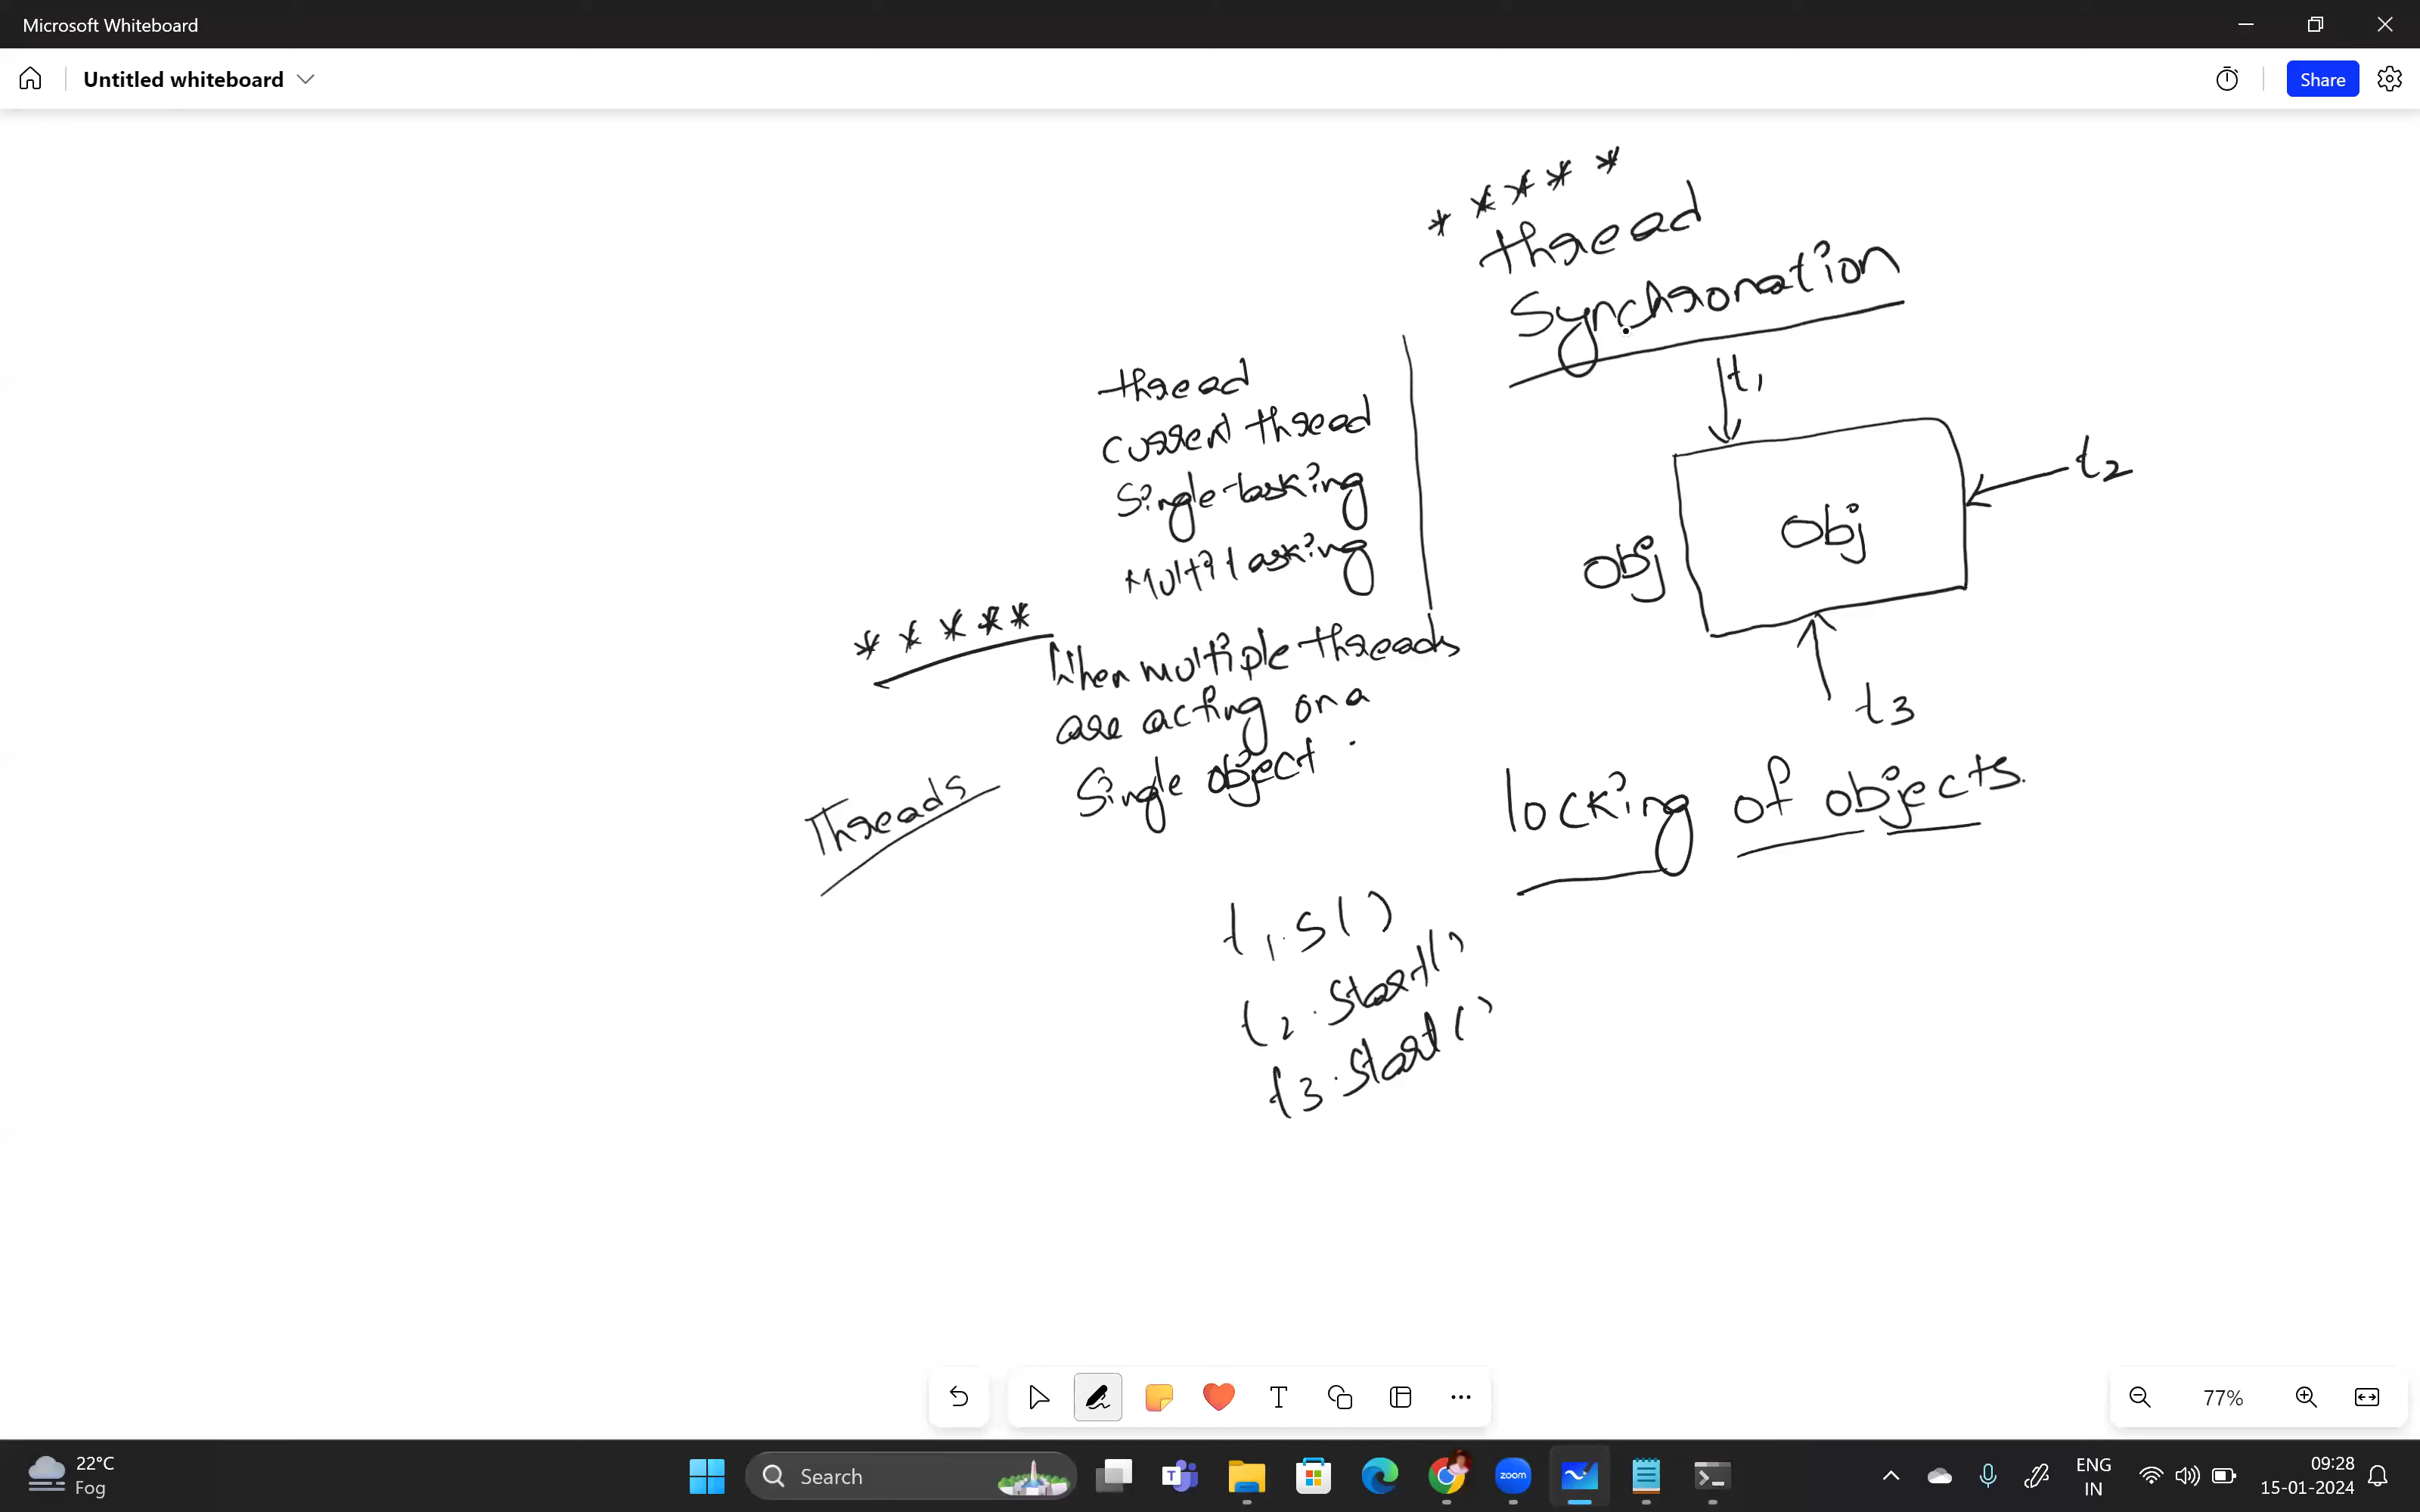 Microsoft Whiteboard
Untitled whiteboard
Share
* * * * *
thread
Synchronation
t1
t2
obj
obj
t3
locking of objects.
thread
current thread
Single tasking
Multi tasking
* * * * *
When multiple threads
are acting on a
Single object.
Threads
t1.s()
t2.start()
t3.start()
77%
22°C
Fog
Search
zoom
ENG
IN
09:28
15-01-2024